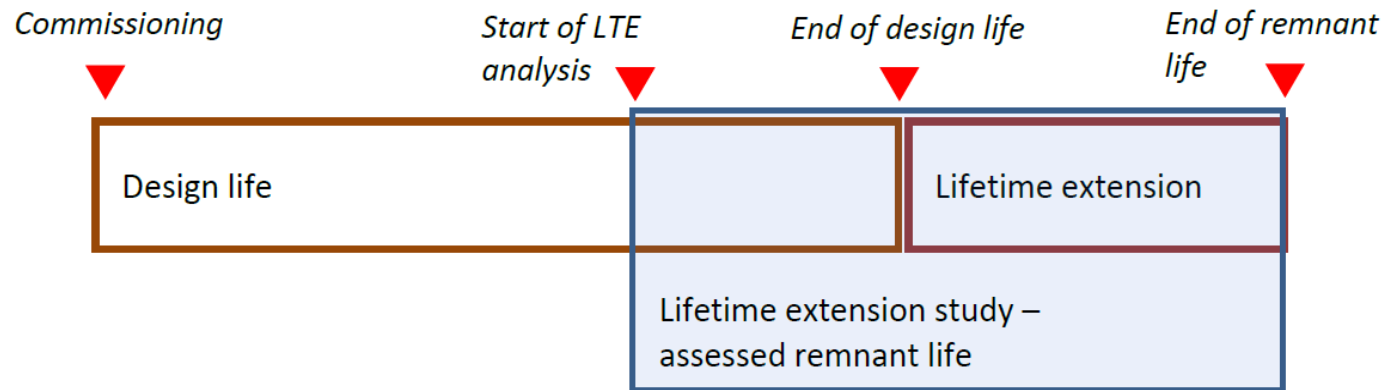 Commissioning
Start of LTE
analysis
End of design life
End of remnant
life
Design life
Lifetime extension
Lifetime extension study –
assessed remnant life